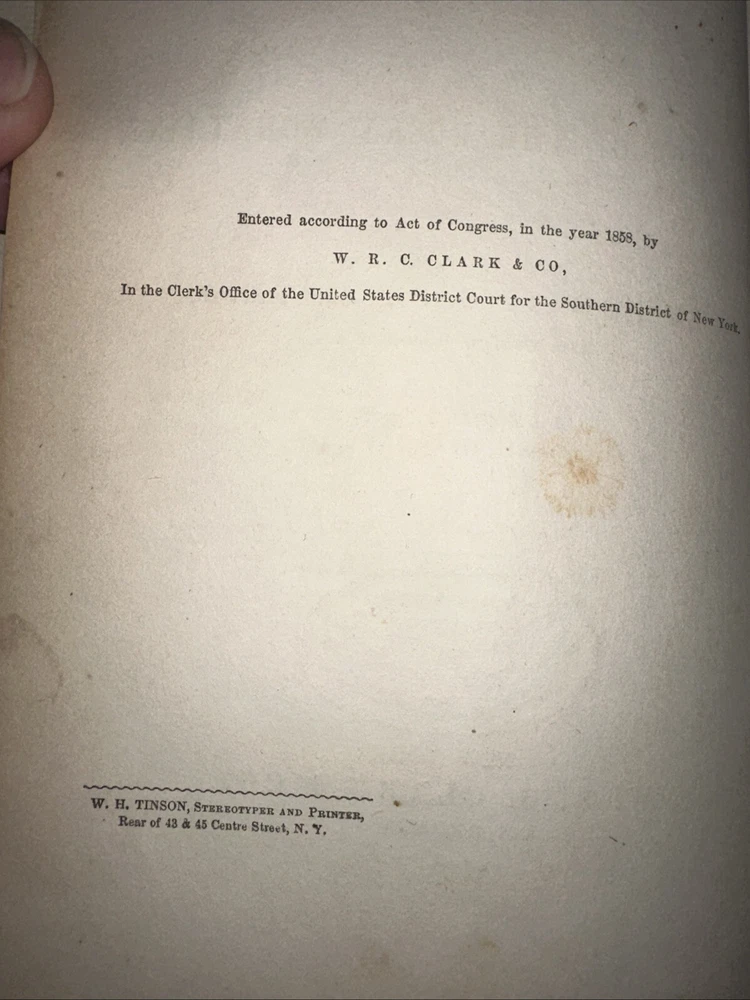 Entered according to Act of Congress, in the year 1858, by
W. R. C. CLARK & CO,
In the Clerk's Office of the United States District Court for the Southern District of New York.
W. H. TINSON, STEREOTYPER AND PRINTER,
Rear of 43 & 45 Centre Street, N. Y.